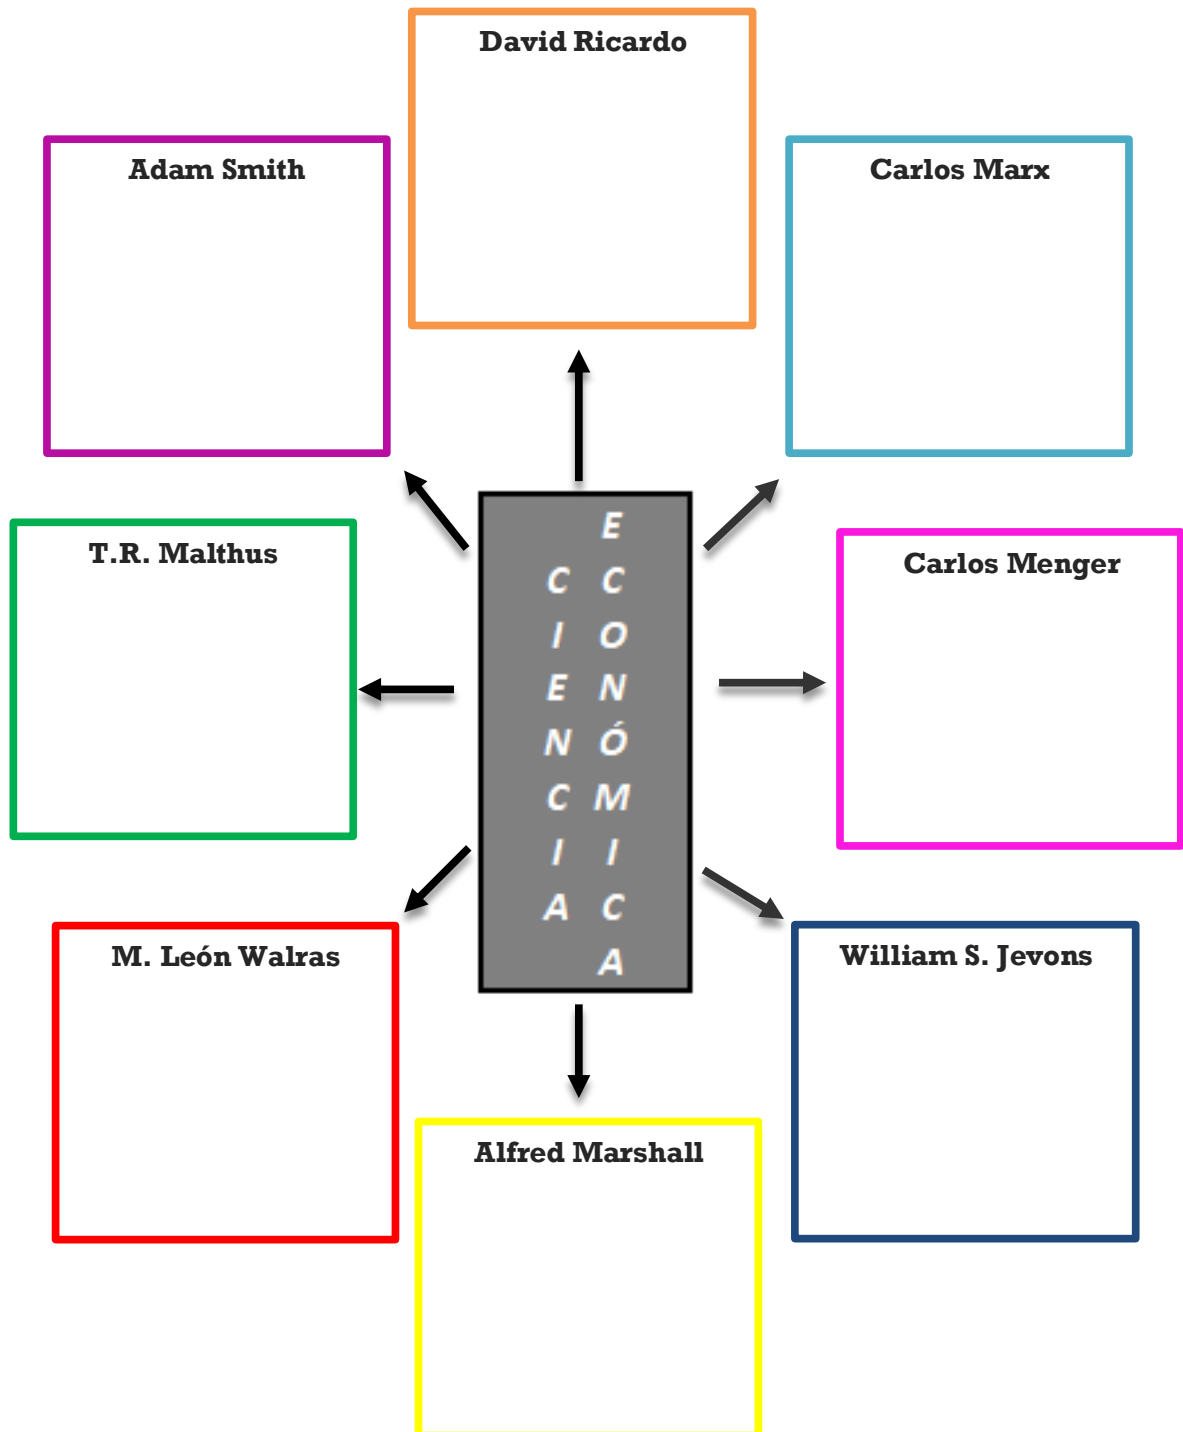 David Ricardo
Adam Smith
Carlos Marx
T.R. Malthus
CIENCIA
ECONÓMICA
Carlos Menger
M. León Walras
William S. Jevons
Alfred Marshall